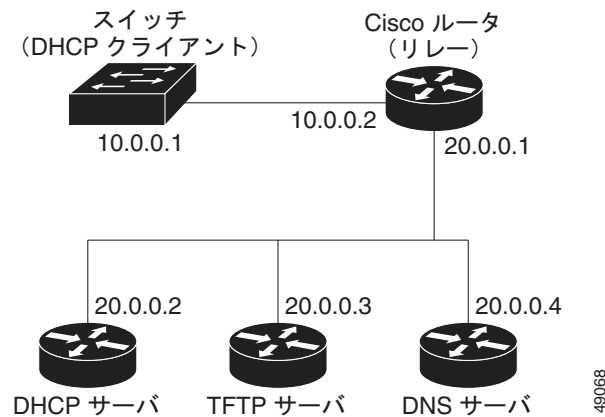 スイッチ
（DHCP クライアント）
Cisco ルータ
（リレー）
10.0.0.1
10.0.0.2
20.0.0.1
20.0.0.2
20.0.0.3
20.0.0.4
DHCP サーバ
TFTP サーバ
DNS サーバ
49068